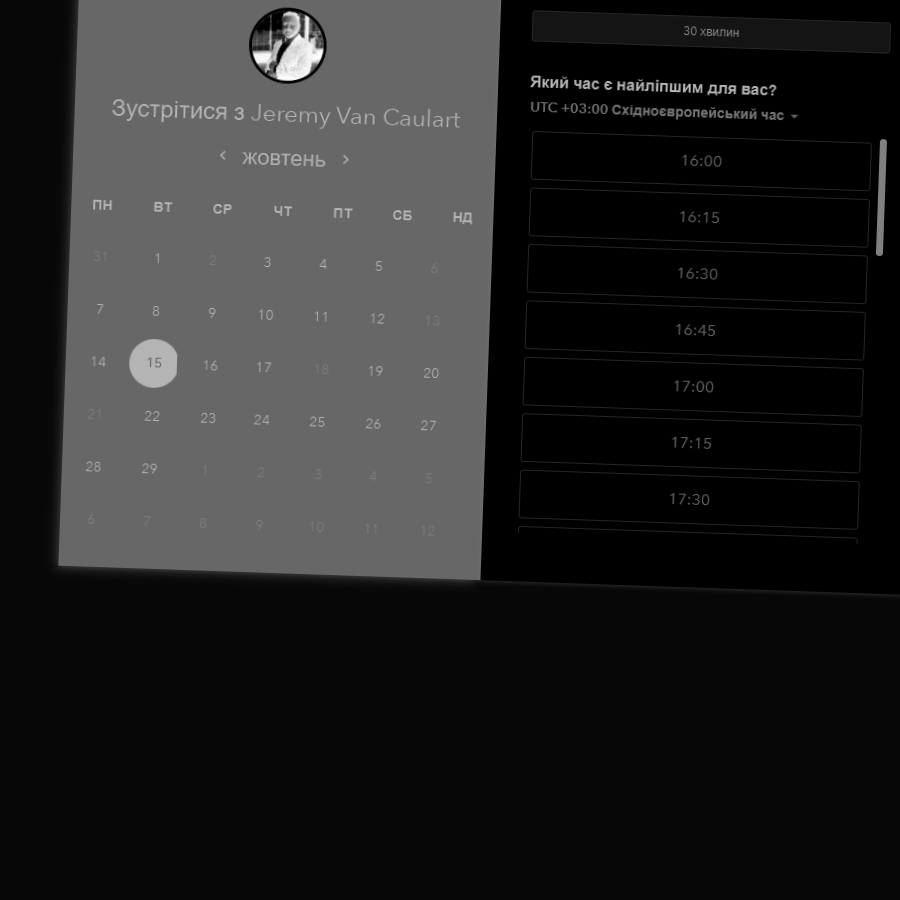 Зустрітися з Jeremy Van Caulart
жовтень
ПН ВТ СР ЧТ ПТ СБ НД
31 1 2 3 4 5 6
7 8 9 10 11 12 13
14 15 16 17 18 19 20
21 22 23 24 25 26 27
28 29 1 2 3 4 5
6 7 8 9 10 11 12
30 хвилин
Який час є найліпшим для вас?
UTC +03:00 Східноєвропейський час
16:00
16:15
16:30
16:45
17:00
17:15
17:30